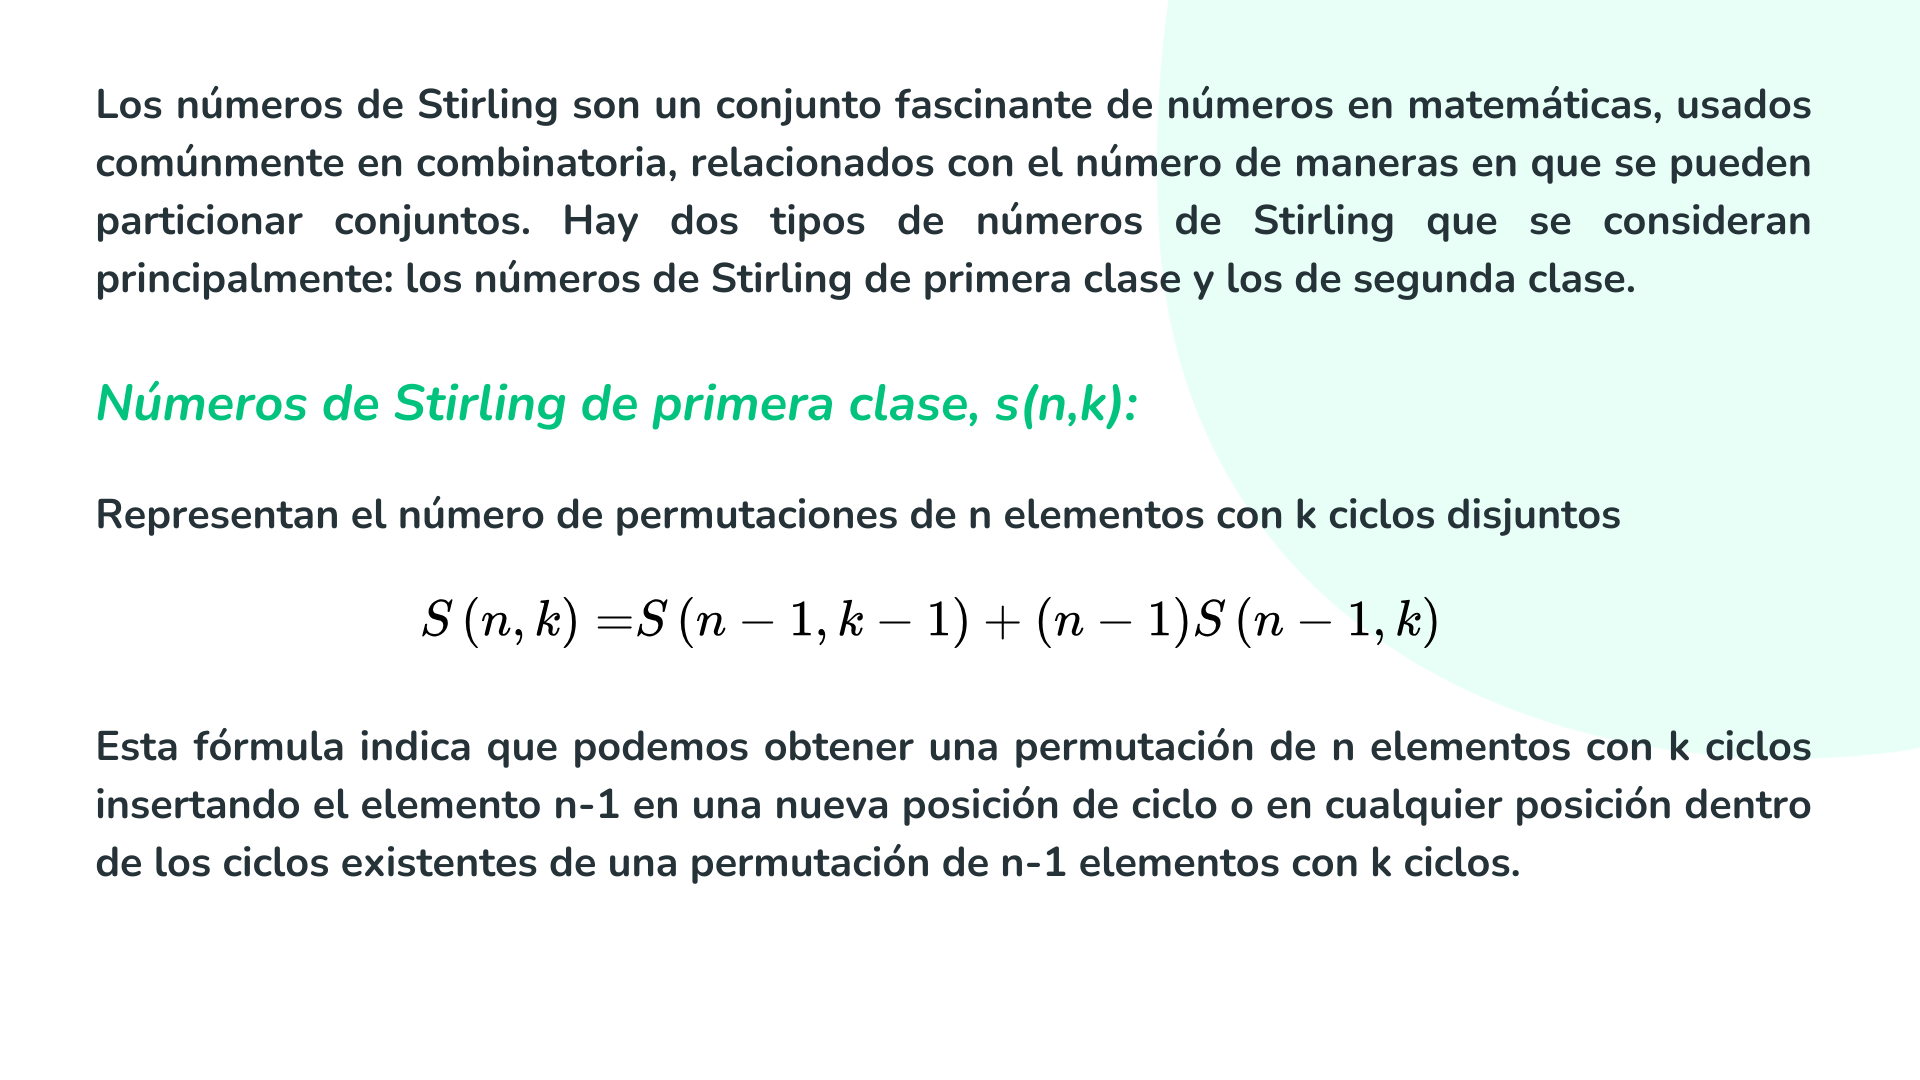 Los números de Stirling son un conjunto fascinante de números en matemáticas, usados
comúnmente en combinatoria, relacionados con el número de maneras en que se pueden
particionar conjuntos. Hay dos tipos de números de Stirling que se consideran
principalmente: los números de Stirling de primera clase y los de segunda clase.
Números de Stirling de primera clase, s(n,k):
Representan el número de permutaciones de n elementos con k ciclos disjuntos
S (n, k) =S (n − 1, k − 1) + (n − 1)S (n − 1, k)
Esta fórmula indica que podemos obtener una permutación de n elementos con k ciclos
insertando el elemento n-1 en una nueva posición de ciclo o en cualquier posición dentro
de los ciclos existentes de una permutación de n-1 elementos con k ciclos.